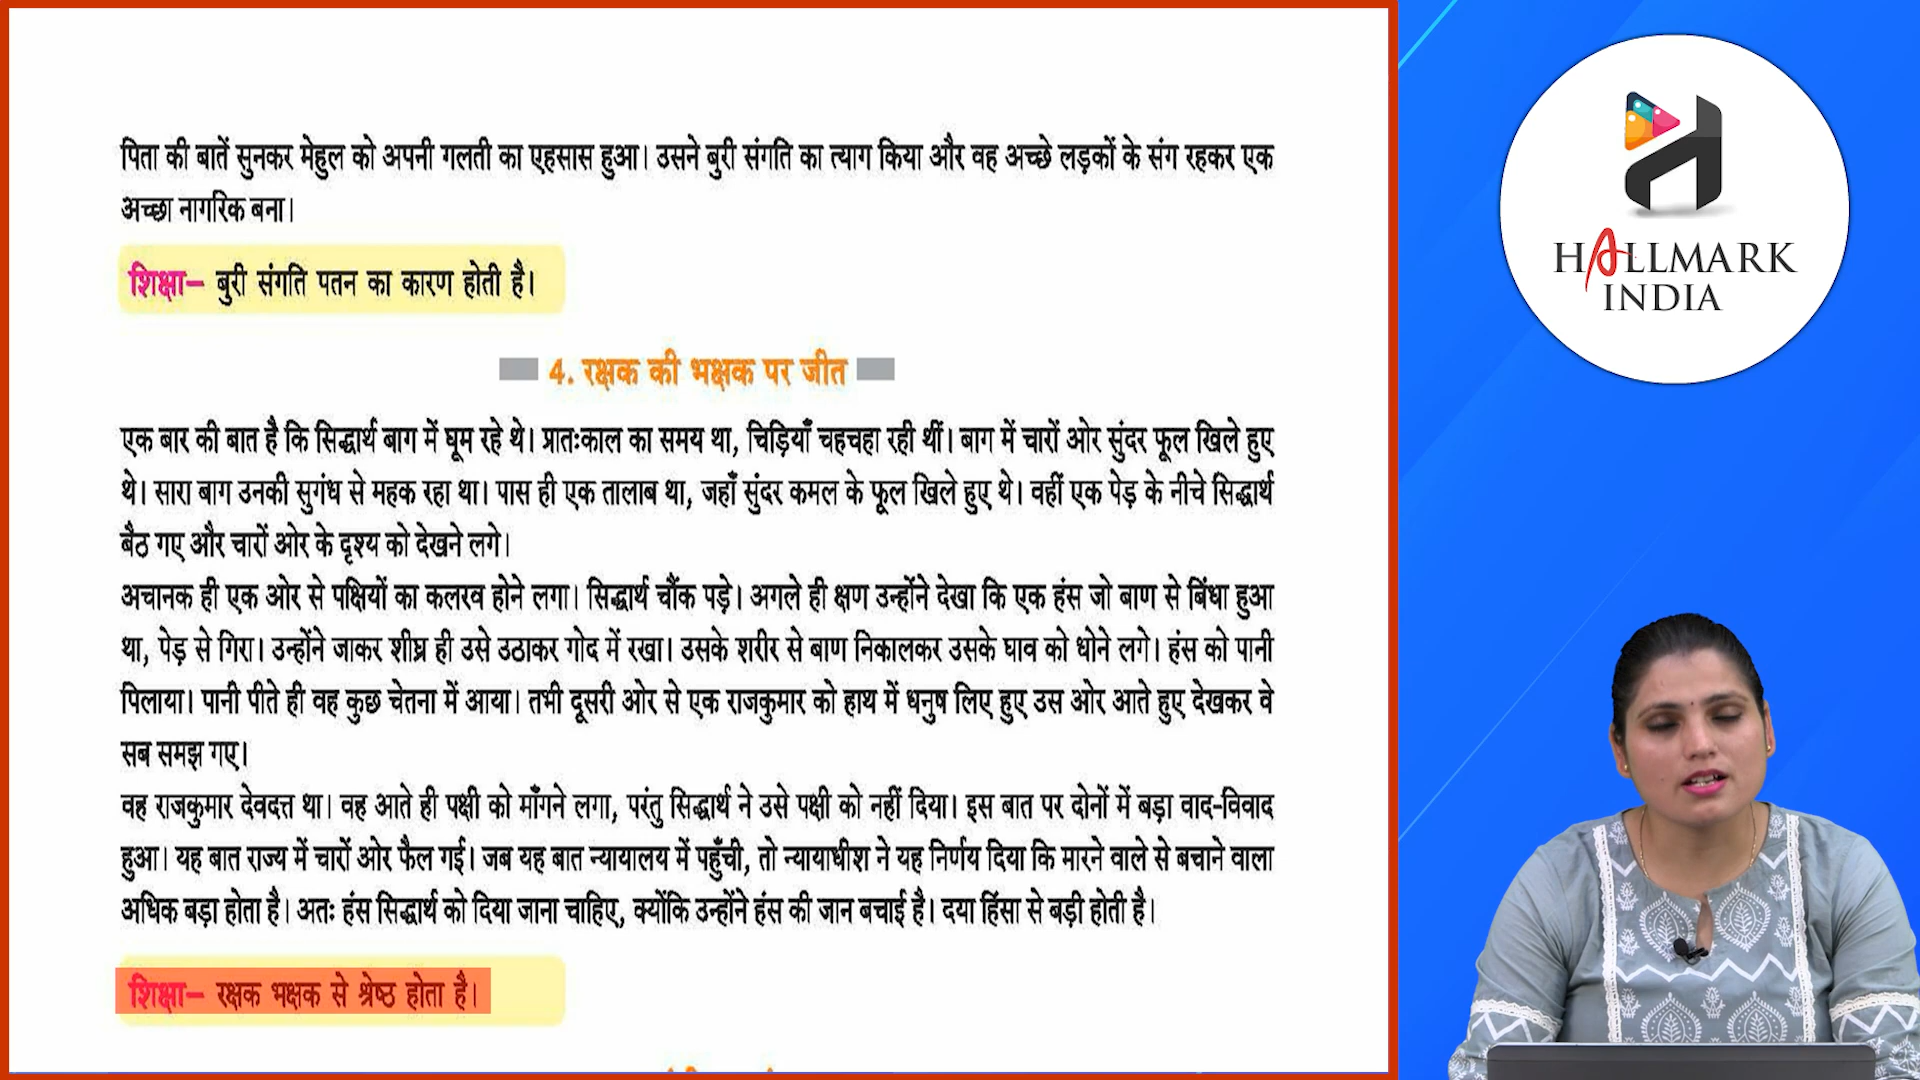 पिता की बातें सुनकर मेहुल को अपनी गलती का एहसास हुआ। उसने बुरी संगति का त्याग किया और वह अच्छे लड़कों के संग रहकर एक
अच्छा नागरिक बना।
शिक्षा– बुरी संगति पतन का कारण होती है।
4. रक्षक की भक्षक पर जीत
एक बार की बात है कि सिद्धार्थ बाग में घूम रहे थे। प्रातःकाल का समय था, चिड़ियाँ चहचहा रही थीं। बाग में चारों ओर सुंदर फूल खिले हुए
थे। सारा बाग उनकी सुगंध से महक रहा था। पास ही एक तालाब था, जहाँ सुंदर कमल के फूल खिले हुए थे। वहीं एक पेड़ के नीचे सिद्धार्थ
बैठ गए और चारों ओर के दृश्य को देखने लगे।
अचानक ही एक ओर से पक्षियों का कलरव होने लगा। सिद्धार्थ चौंक पड़े। अगले ही क्षण उन्होंने देखा कि एक हंस जो बाण से बिंधा हुआ
था, पेड़ से गिरा। उन्होंने जाकर शीघ्र ही उसे उठाकर गोद में रखा। उसके शरीर से बाण निकालकर उसके घाव को धोने लगे। हंस को पानी
पिलाया। पानी पीते ही वह कुछ चेतना में आया। तभी दूसरी ओर से एक राजकुमार को हाथ में धनुष लिए हुए उस ओर आते हुए देखकर वे
सब समझ गए।
वह राजकुमार देवदत्त था। वह आते ही पक्षी को माँगने लगा, परंतु सिद्धार्थ ने उसे पक्षी को नहीं दिया। इस बात पर दोनों में बड़ा वाद-विवाद
हुआ। यह बात राज्य में चारों ओर फैल गई। जब यह बात न्यायालय में पहुँची, तो न्यायाधीश ने यह निर्णय दिया कि मारने वाले से बचाने वाला
अधिक बड़ा होता है। अतः हंस सिद्धार्थ को दिया जाना चाहिए, क्योंकि उन्होंने हंस की जान बचाई है। दया हिंसा से बड़ी होती है।
शिक्षा– रक्षक भक्षक से श्रेष्ठ होता है।
HALLMARK
INDIA